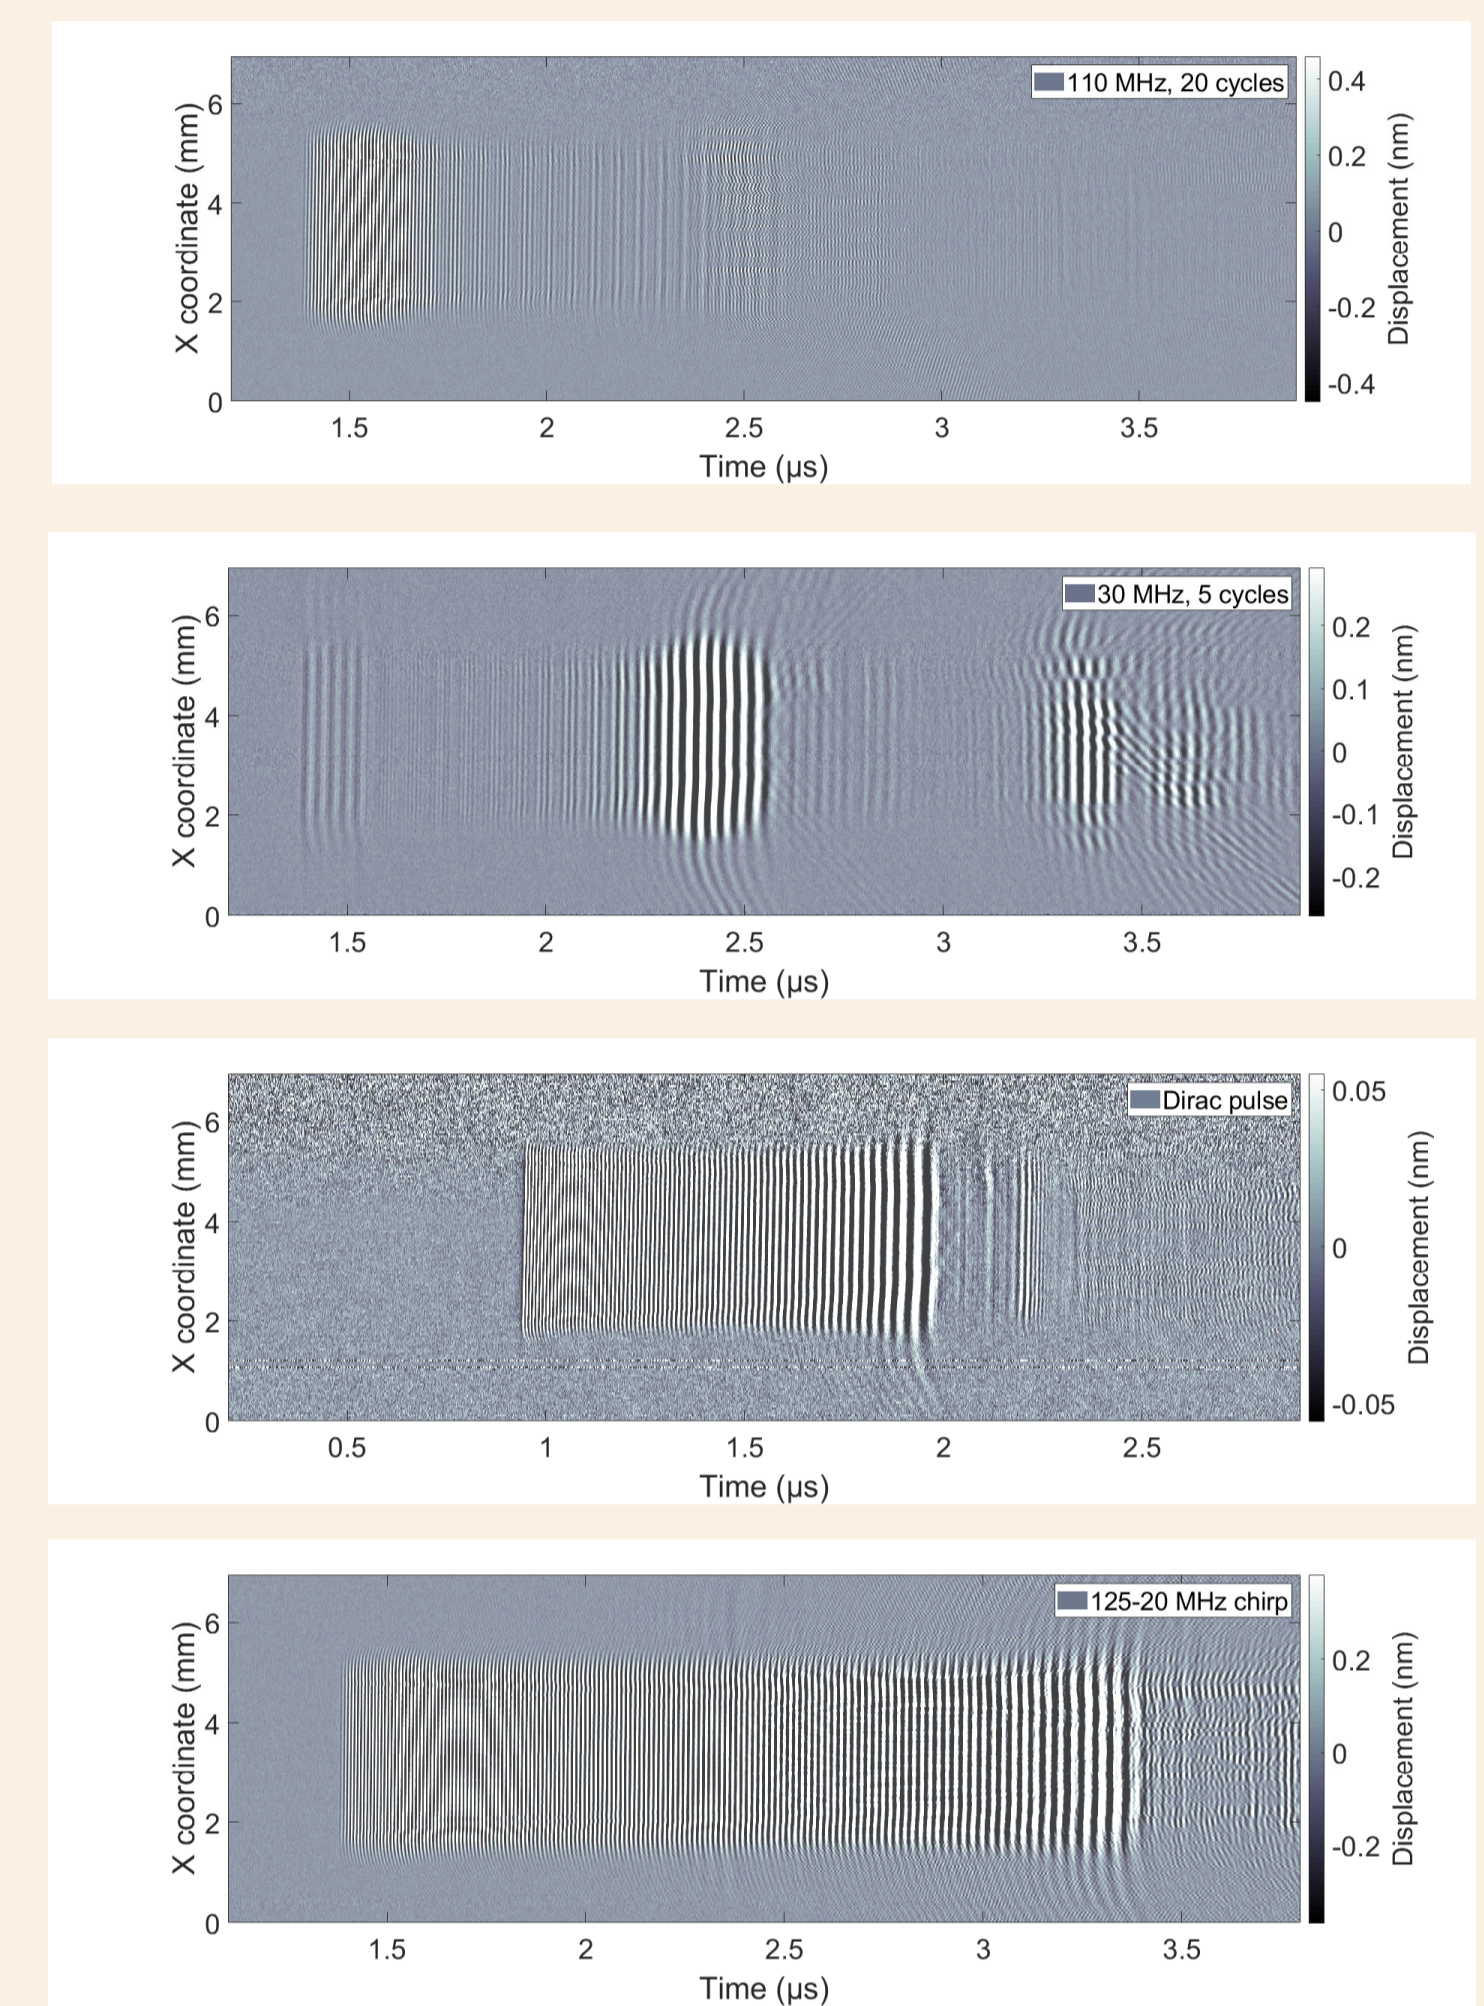 110 MHz, 20 cycles
X coordinate (mm)
6
4
2
0
1.5 2 2.5 3 3.5
Time (µs)
0.4
0.2
0
-0.2
-0.4
Displacement (nm)
30 MHz, 5 cycles
X coordinate (mm)
6
4
2
0
1.5 2 2.5 3 3.5
Time (µs)
0.2
0.1
0
-0.1
-0.2
Displacement (nm)
Dirac pulse
X coordinate (mm)
6
4
2
0
0.5 1 1.5 2 2.5
Time (µs)
0.05
0
-0.05
Displacement (nm)
125-20 MHz chirp
X coordinate (mm)
6
4
2
0
1.5 2 2.5 3 3.5
Time (µs)
0.2
0
-0.2
Displacement (nm)